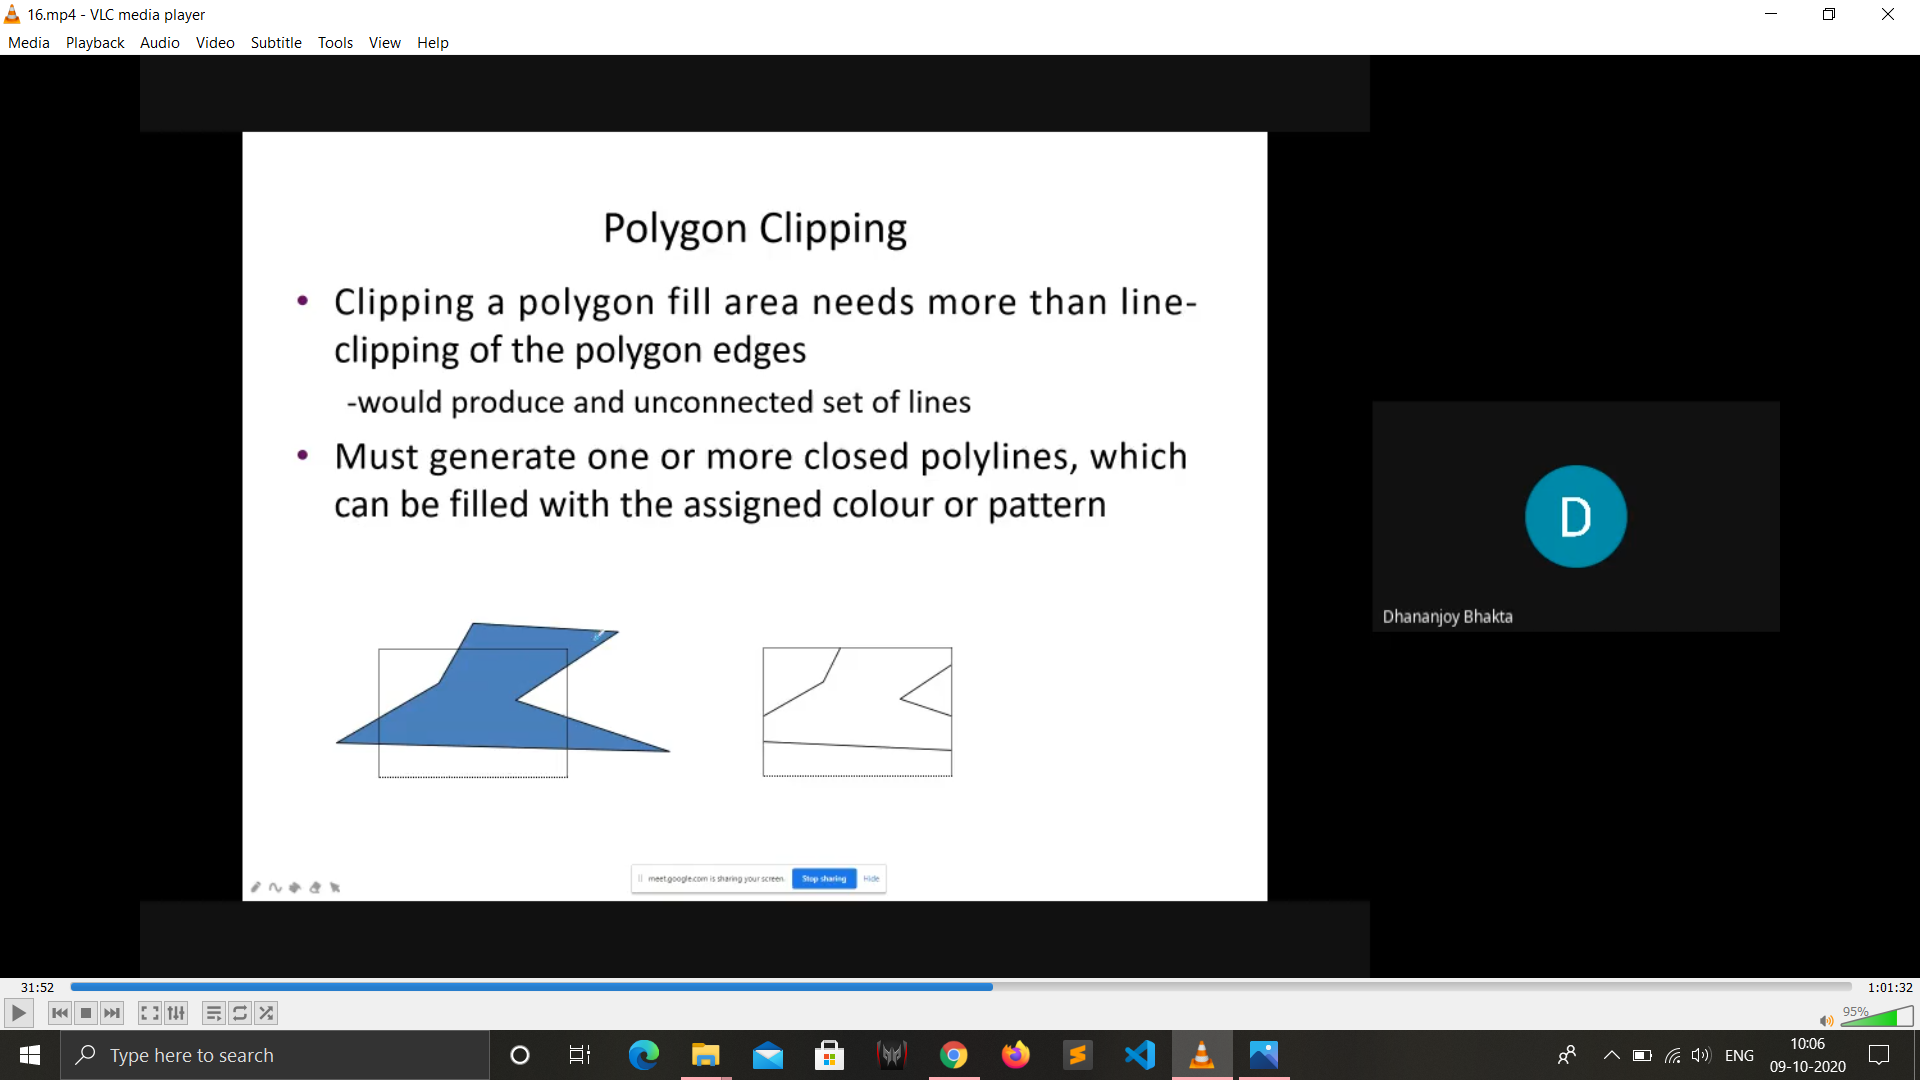 16.mp4 - VLC media player
Media Playback Audio Video Subtitle Tools View Help
Polygon Clipping
• Clipping a polygon fill area needs more than line-
clipping of the polygon edges
-would produce and unconnected set of lines
• Must generate one or more closed polylines, which
can be filled with the assigned colour or pattern
D
Dhananjoy Bhakta
meet.google.com is sharing your screen. Stop sharing Hide
31:52 1:01:32
95%
Type here to search
ENG
10:06
09-10-2020